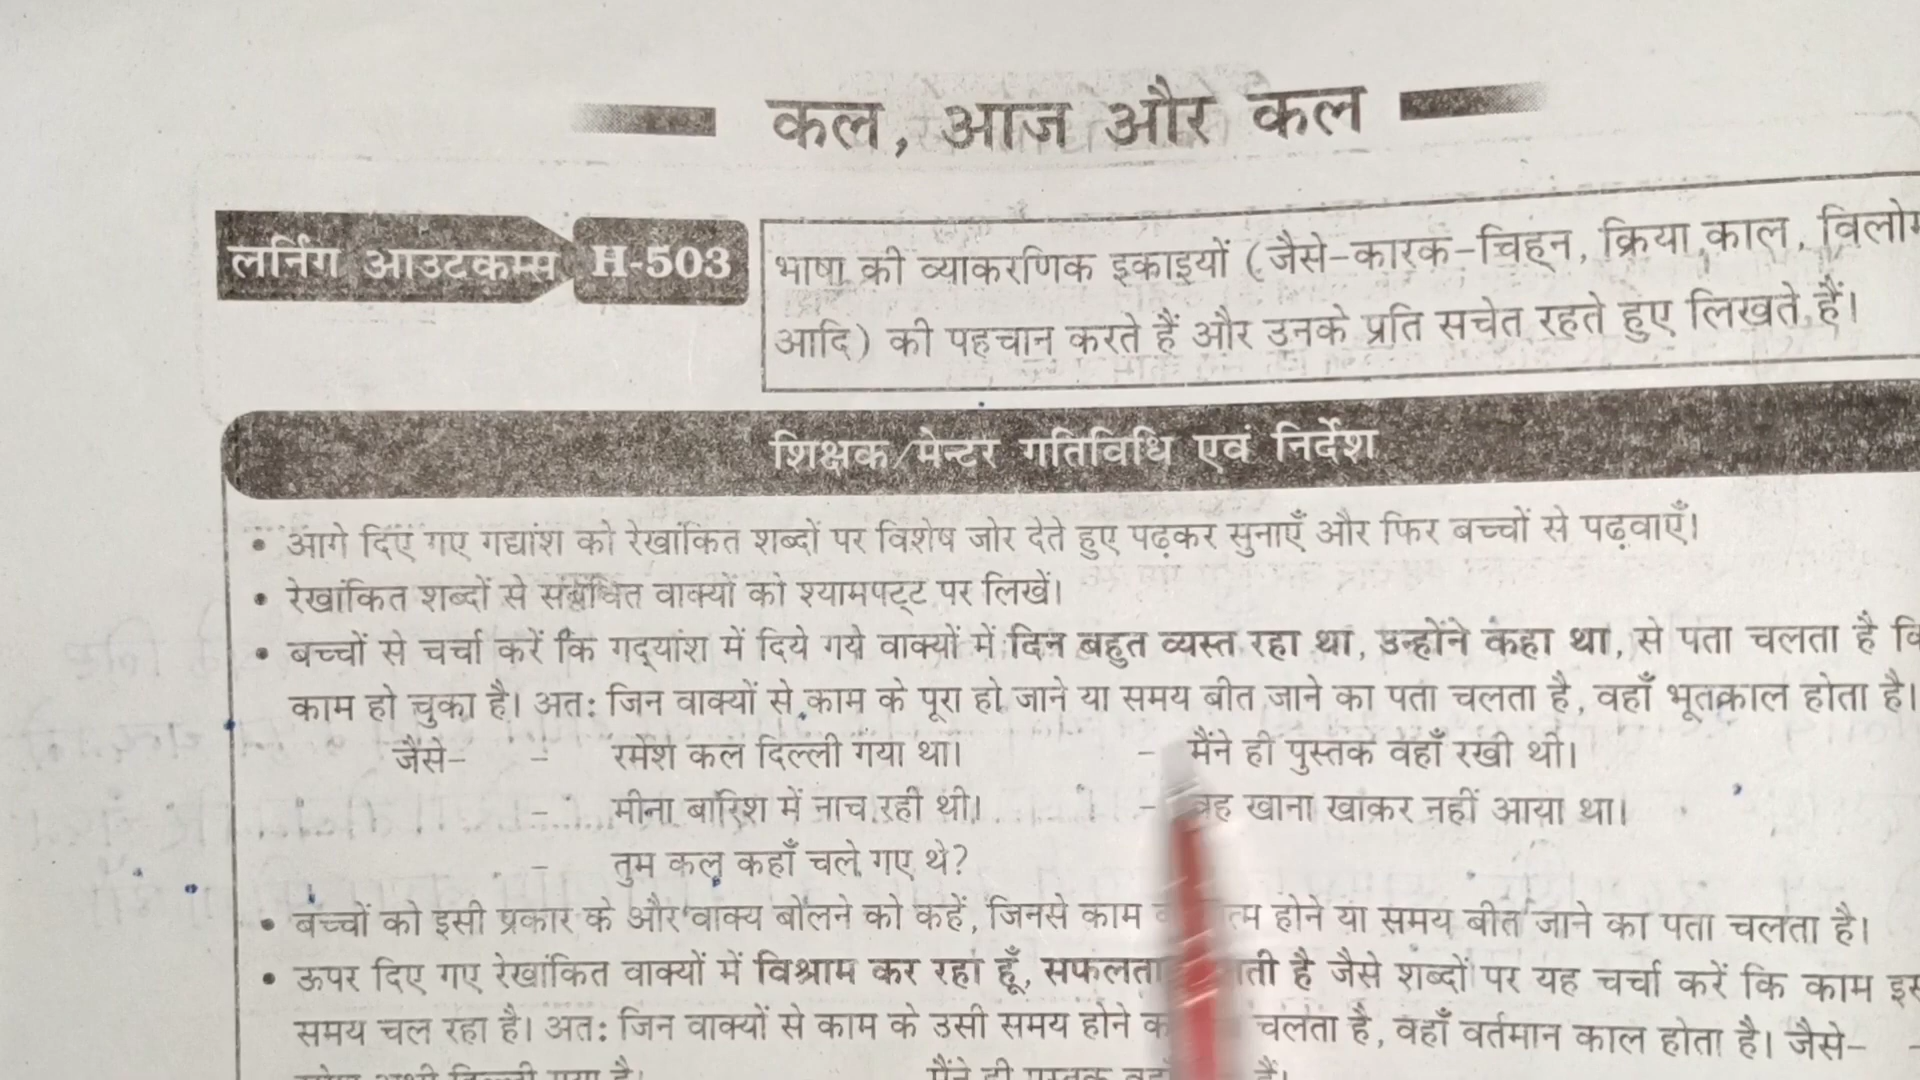 कल, आज और कल
लर्निंग आउटकम्स H-503
भाषा की व्याकरणिक इकाइयों (जैसे-कारक-चिह्न, क्रिया काल, विलोम
आदि) की पहचान करते हैं और उनके प्रति सचेत रहते हुए लिखते हैं।
शिक्षक/मेन्टर गतिविधि एवं निर्देश
• आगे दिए गए गद्यांश को रेखांकित शब्दों पर विशेष जोर देते हुए पढ़कर सुनाएँ और फिर बच्चों से पढ़वाएँ।
• रेखांकित शब्दों से संबंधित वाक्यों को श्यामपट्ट पर लिखें।
• बच्चों से चर्चा करें कि गद्यांश में दिये गये वाक्यों में दिन बहुत व्यस्त रहा था, उन्होंने कहा था, से पता चलता है कि
काम हो चुका है। अतः जिन वाक्यों से काम के पूरा हो जाने या समय बीत जाने का पता चलता है, वहाँ भूतकाल होता है।
जैसे- - रमेश कल दिल्ली गया था। - मैंने ही पुस्तक वहाँ रखी थी।
- मीना बारिश में नाच रही थी। - वह खाना खाकर नहीं आया था।
- तुम कल कहाँ चले गए थे?
• बच्चों को इसी प्रकार के और वाक्य बोलने को कहें, जिनसे काम होने या समय बीत जाने का पता चलता है।
• ऊपर दिए गए रेखांकित वाक्यों में विश्राम कर रहा हूँ, सफलता है जैसे शब्दों पर यह चर्चा करें कि काम इस
समय चल रहा है। अतः जिन वाक्यों से काम के उसी समय होने चलता है, वहाँ वर्तमान काल होता है। जैसे- -